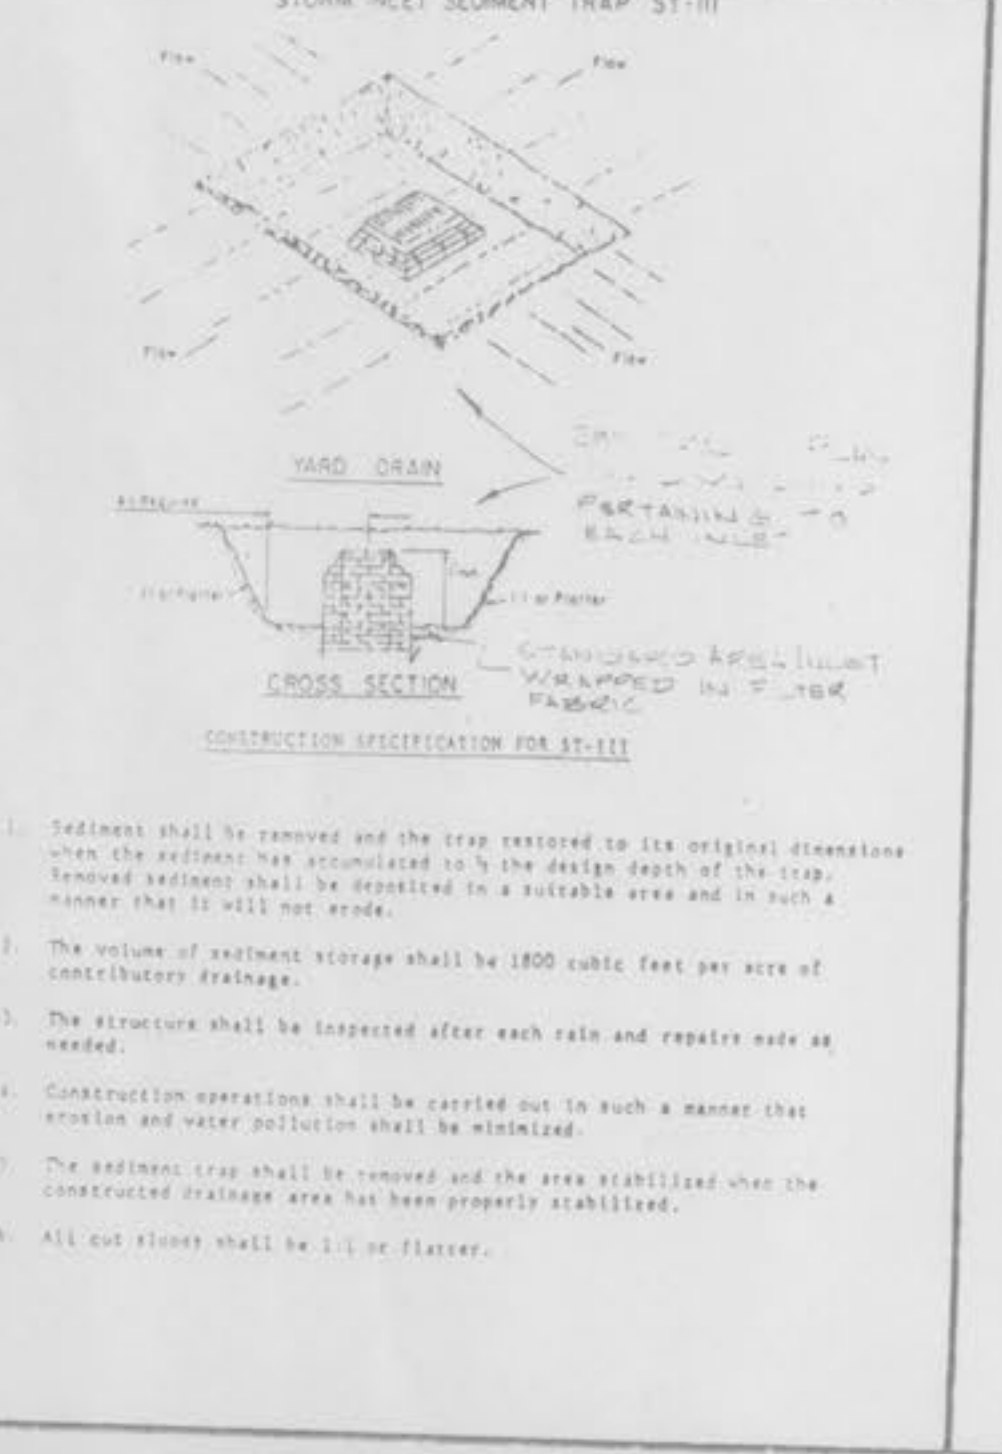 STORM INLET SEDIMENT TRAP ST-III
Flow
Flow
Flow
Flow
YARD DRAIN
PERTAINING TO
EACH INLET
1:1 or Flatter
1:1 or Flatter
STANDARD AREA INLET
WRAPPED IN FILTER
FABRIC
CROSS SECTION
CONSTRUCTION SPECIFICATION FOR ST-III
1. Sediment shall be removed and the trap restored to its original dimensions
when the sediment has accumulated to ½ the design depth of the trap.
Removed sediment shall be deposited in a suitable area and in such a
manner that it will not erode.
2. The volume of sediment storage shall be 1800 cubic feet per acre of
contributory drainage.
3. The structure shall be inspected after each rain and repairs made as
needed.
4. Construction operations shall be carried out in such a manner that
erosion and water pollution shall be minimized.
5. The sediment trap shall be removed and the area stabilized when the
constructed drainage area has been properly stabilized.
6. All cut slopes shall be 1:1 or flatter.